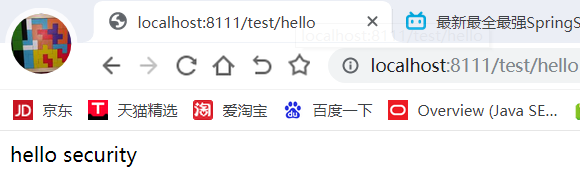 localhost:8111/test/hello
最新最全最强SpringS
localhost:8111/test/hello
JD 京东
T 天猫精选
淘 爱淘宝
百度一下
Overview (Java SE...
hello security